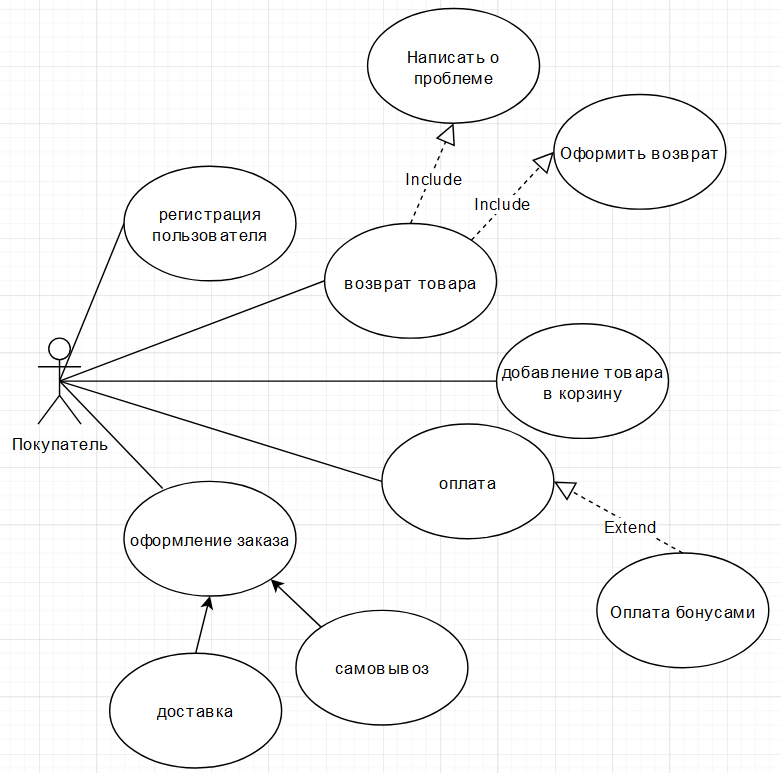 Написать о
проблеме
Оформить возврат
Include
Include
регистрация
пользователя
возврат товара
добавление товара
в корзину
Покупатель
оплата
Extend
оформление заказа
Оплата бонусами
самовывоз
доставка